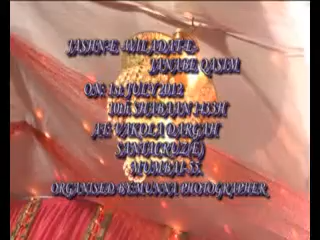 JASHN-E-WILADAT-E-
JANABE QASIM
ON: 1st JULY 2012
10th SHABAAN 1433H
AT: VAKOLA DARGAH
SANTACRUZ(E)
MUMBAI- 55.
ORGANISED BY:MUNNA PHOTOGRAPHER